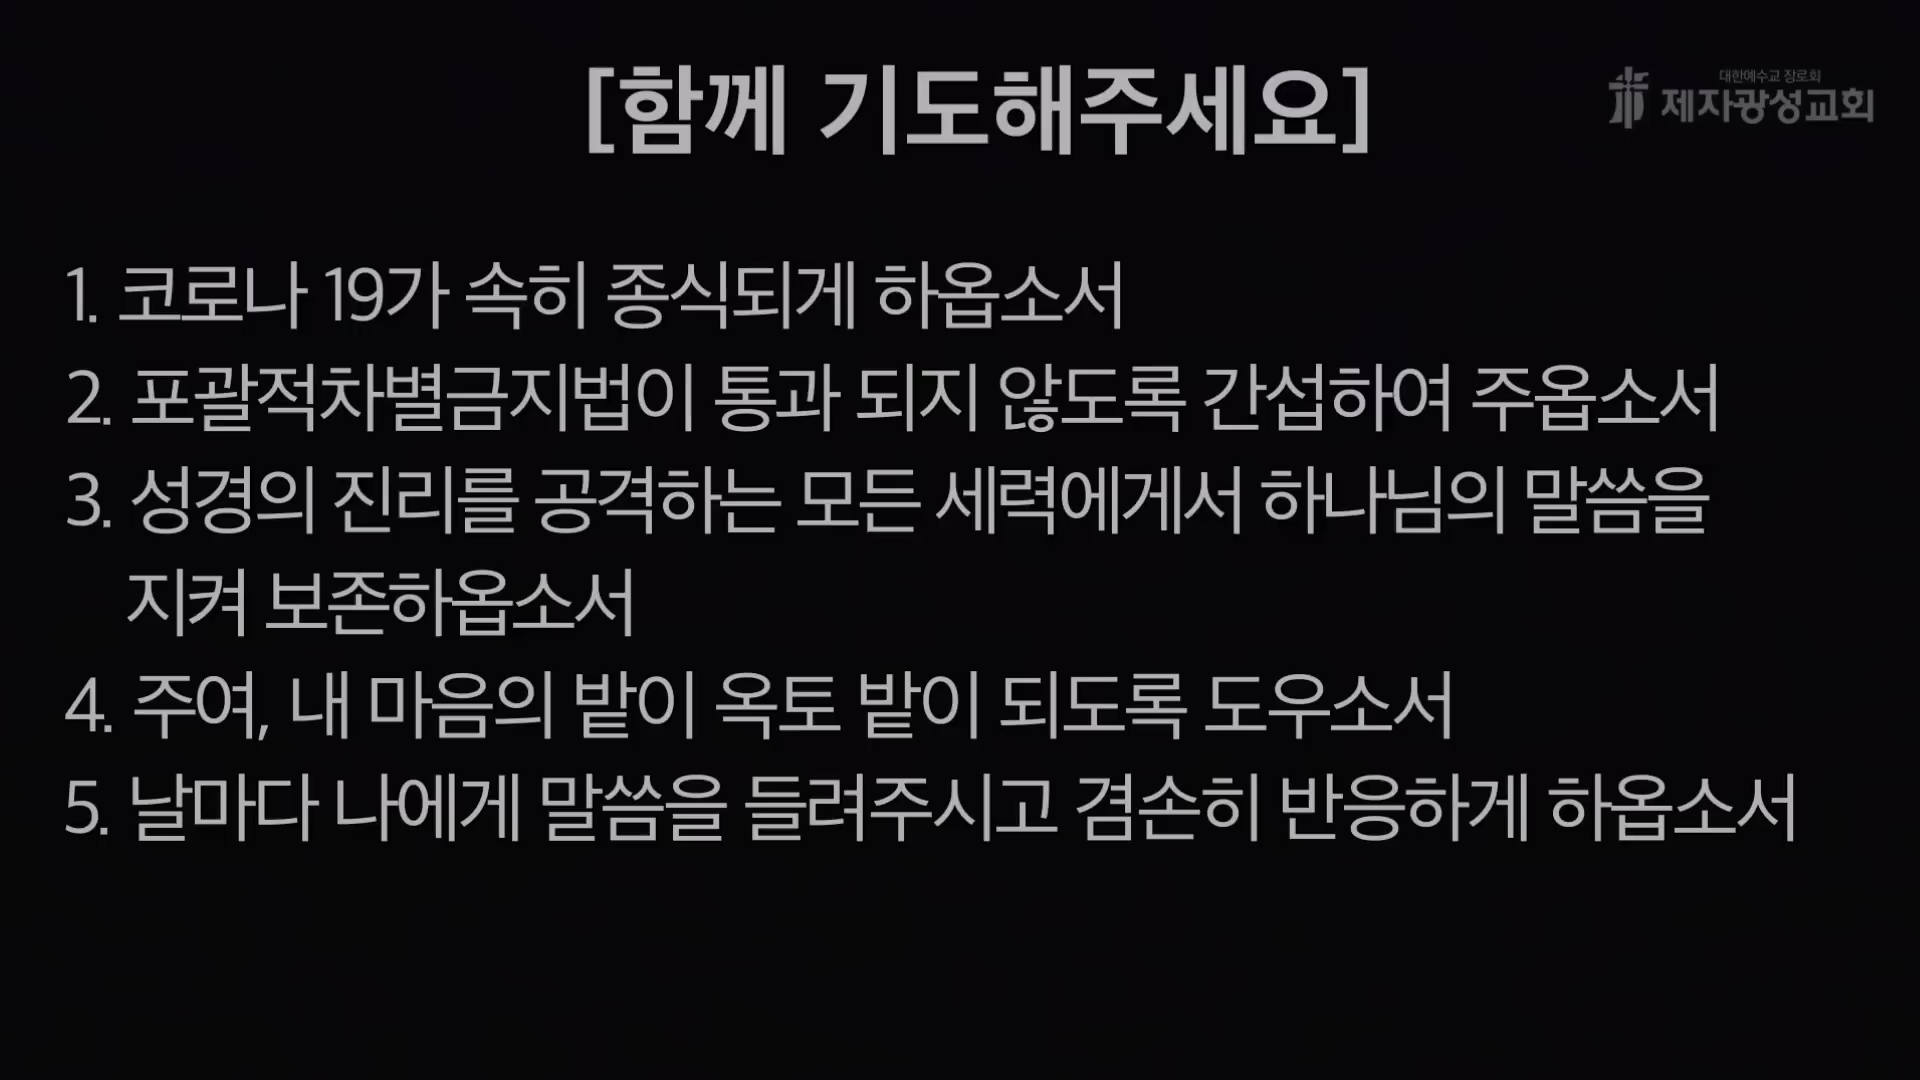 [함께 기도해주세요]
대한예수교 장로회
제자광성교회
1. 코로나 19가 속히 종식되게 하옵소서
2. 포괄적차별금지법이 통과 되지 않도록 간섭하여 주옵소서
3. 성경의 진리를 공격하는 모든 세력에게서 하나님의 말씀을
지켜 보존하옵소서
4. 주여, 내 마음의 밭이 옥토 밭이 되도록 도우소서
5. 날마다 나에게 말씀을 들려주시고 겸손히 반응하게 하옵소서